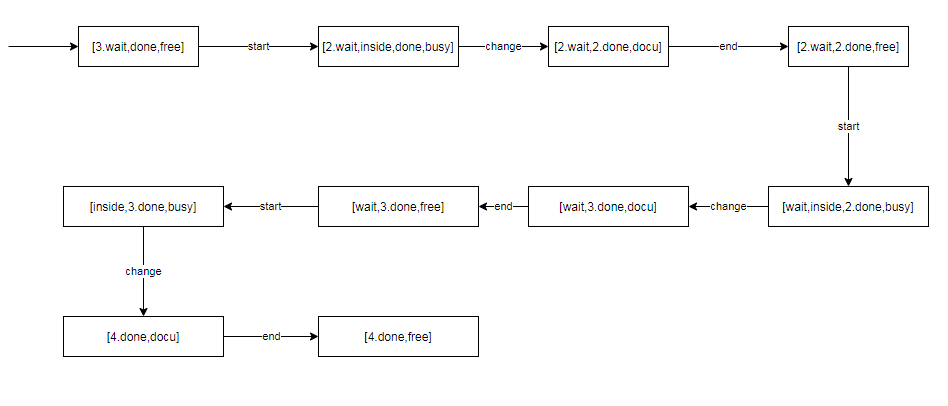 [3.wait,done,free]
start
[2.wait,inside,done,busy]
change
[2.wait,2.done,docu]
end
[2.wait,2.done,free]
start
[wait,inside,2.done,busy]
change
[wait,3.done,docu]
end
[wait,3.done,free]
start
[inside,3.done,busy]
change
[4.done,docu]
end
[4.done,free]